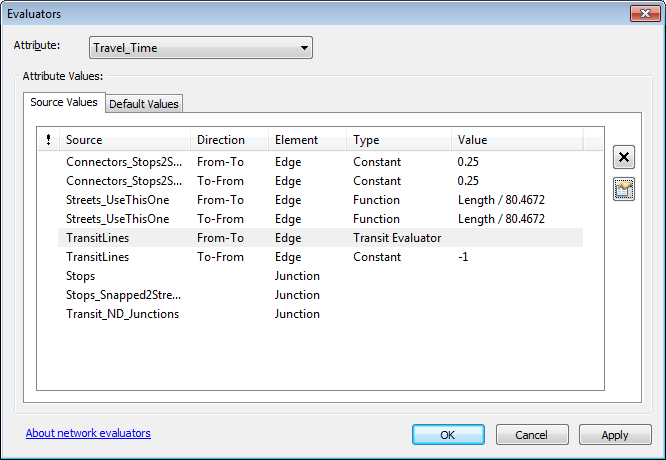 Evaluators
Attribute: Travel_Time
Attribute Values:
Source Values Default Values
! Source Direction Element Type Value
Connectors_Stops2S... From-To Edge Constant 0.25
Connectors_Stops2S... To-From Edge Constant 0.25
Streets_UseThisOne From-To Edge Function Length / 80.4672
Streets_UseThisOne To-From Edge Function Length / 80.4672
TransitLines From-To Edge Transit Evaluator
TransitLines To-From Edge Constant -1
Stops Junction
Stops_Snapped2Stre... Junction
Transit_ND_Junctions Junction
About network evaluators OK Cancel Apply